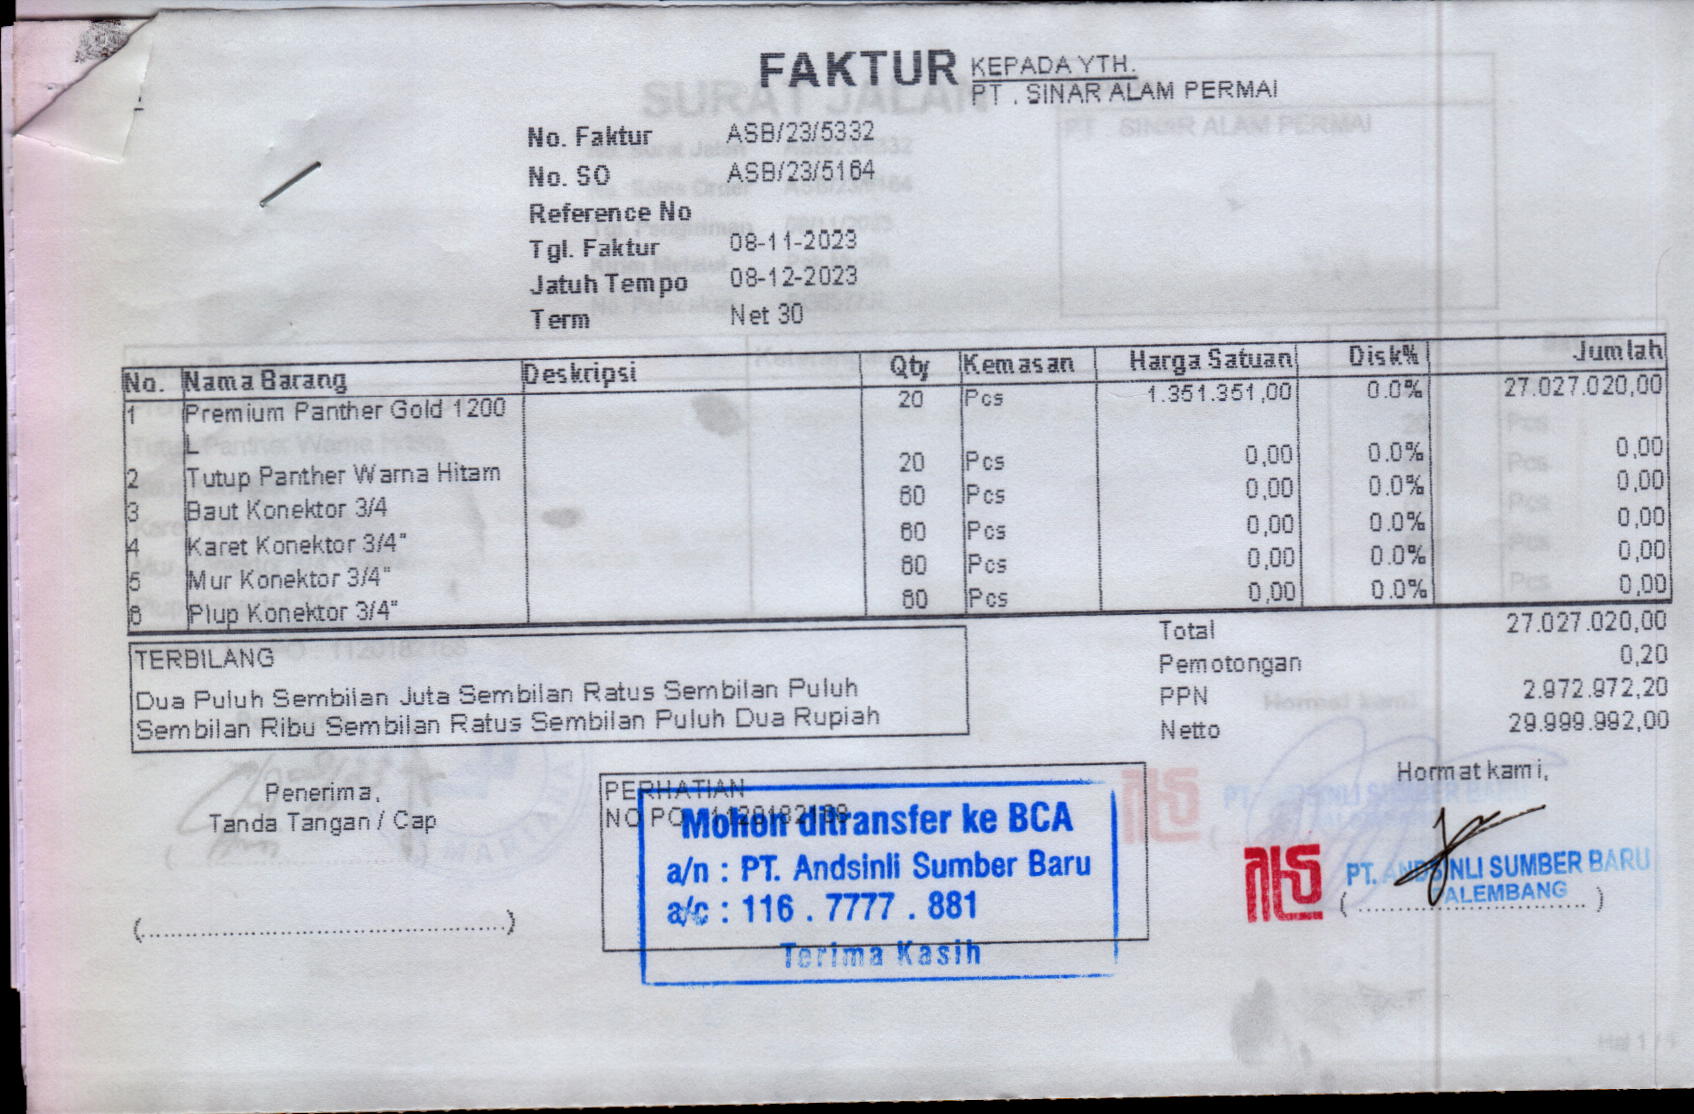 FAKTUR
KEPADA YTH.
PT . SINAR ALAM PERMAI
No. Faktur ASB/23/5332
No. SO ASB/23/5164
Reference No
Tgl. Faktur 08-11-2023
Jatuh Tempo 08-12-2023
Term Net 30
No. Nama Barang Deskripsi Qty Kemasan Harga Satuan Disk% Jumlah
1 Premium Panther Gold 1200 20 Pcs 1.351.351,00 0.0% 27.027.020,00
L
2 Tutup Panther Warna Hitam 20 Pcs 0,00 0.0% 0,00
3 Baut Konektor 3/4 60 Pcs 0,00 0.0% 0,00
4 Karet Konektor 3/4" 60 Pcs 0,00 0.0% 0,00
5 Mur Konektor 3/4" 60 Pcs 0,00 0.0% 0,00
6 Plup Konektor 3/4" 60 Pcs 0,00 0.0% 0,00
Total 27.027.020,00
Pemotongan 0,20
PPN 2.972.972,20
Netto 29.999.992,00
TERBILANG
Dua Puluh Sembilan Juta Sembilan Ratus Sembilan Puluh
Sembilan Ribu Sembilan Ratus Sembilan Puluh Dua Rupiah
Penerima,
Tanda Tangan / Cap
(..............................................)
PERHATIAN
NO PO
Mohon ditransfer ke BCA
a/n : PT. Andsinli Sumber Baru
a/c : 116 . 7777 . 881
Terima Kasih
Hormat kami,
PT. ANDSINLI SUMBER BARU
PALEMBANG
( .............................. )